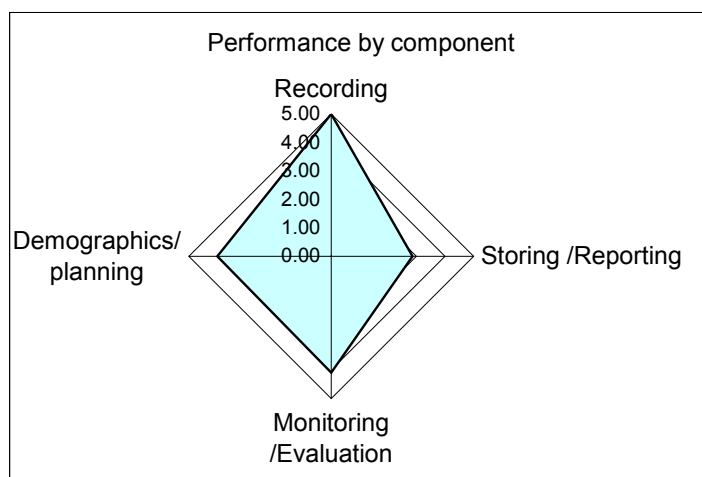 Performance by component
Recording
5.00
4.00
3.00
2.00
1.00
0.00
Demographics/
planning
Storing /Reporting
Monitoring
/Evaluation